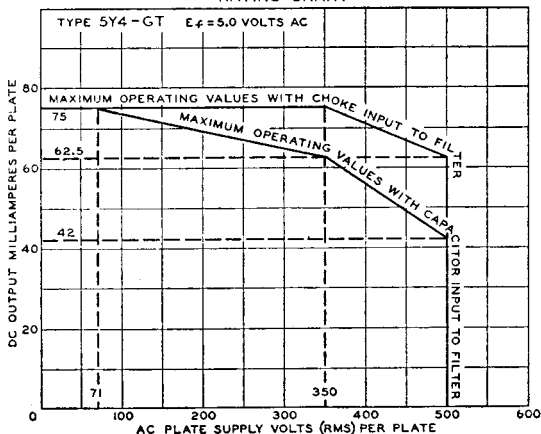 RATING CHART
TYPE 5Y4-GT Ef=5.0 VOLTS AC
80
MAXIMUM OPERATING VALUES WITH CHOKE INPUT TO FILTER
75
MAXIMUM OPERATING VALUES WITH CAPACITOR INPUT TO FILTER
62.5
60
42
40
20
DC OUTPUT MILLIAMPERES PER PLATE
71
350
0
100
200
300
400
500
600
AC PLATE SUPPLY VOLTS (RMS) PER PLATE